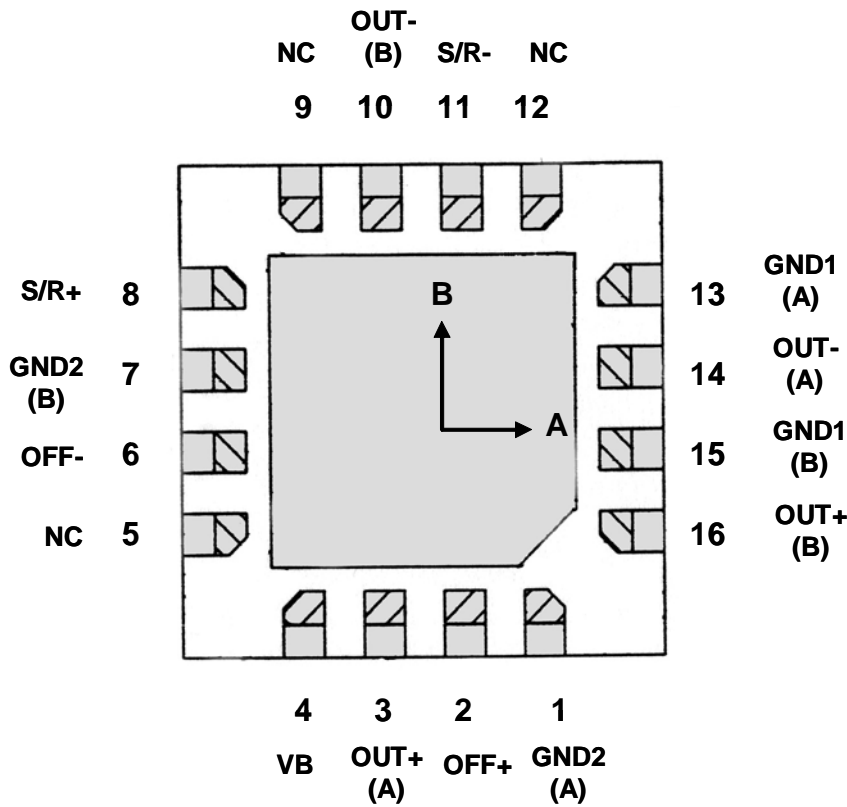 OUT-
NC (B) S/R- NC
9 10 11 12
S/R+ 8
GND2 7
(B)
OFF- 6
NC 5
B
A
13 GND1
(A)
14 OUT-
(A)
15 GND1
(B)
16 OUT+
(B)
4 3 2 1
VB OUT+ OFF+ GND2
(A) (A)